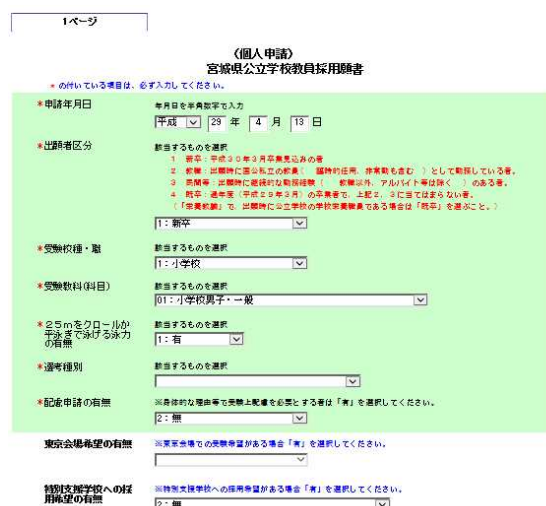 1ページ
(個人申請)
宮城県公立学校教員採用願書
* の付いている項目は、必ず入力してください。
*申請年月日
年月日を半角数字で入力
平成 29 年 4 月 13 日
*出願者区分
該当するものを選択
1 新卒:平成30年3月卒業見込みの者
2 教職:出願時に国公私立の教員( 臨時的任用、非常勤も含む )として勤務している者。
3 民間等:出願時に継続的な勤務経験( 教職以外、アルバイト等は除く )のある者。
4 既卒:過年度(平成29年3月)の卒業者で、上記2、3に当てはまらない者。
(「栄養教諭」で、出願時に公立学校の学校栄養職員である場合は「既卒」を選ぶこと。)
1:新卒
*受験校種・職
該当するものを選択
1:小学校
*受験教科(科目)
該当するものを選択
01:小学校男子・一般
*25mをクロールか
平泳ぎで泳げる泳力
の有無
該当するものを選択
1:有
*選考種別
該当するものを選択
*配慮申請の有無
※身体的な理由等で受験上配慮を必要とする者は「有」を選択してください。
2:無
東京会場希望の有無
※東京会場での受験希望がある場合「有」を選択してください。
特別支援学校への採
用希望の有無
※特別支援学校への採用希望がある場合「有」を選択してください。
2:無